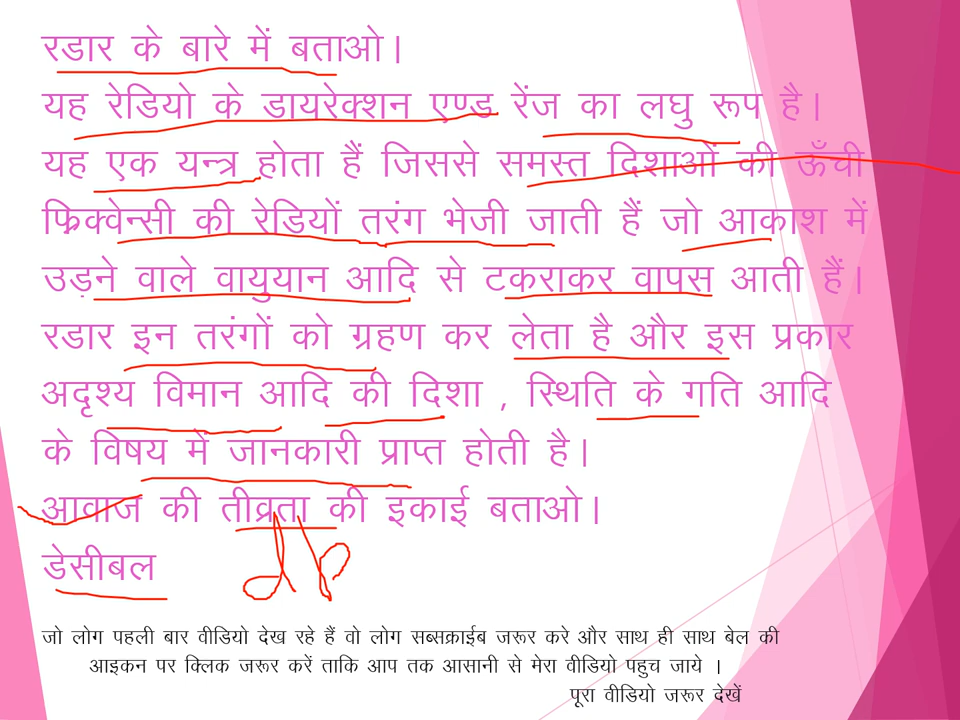 रडार के बारे में बताओ।
यह रेडियो के डायरेक्शन एण्ड रेंज का लघु रूप है।
यह एक यन्त्र होता हैं जिससे समस्त दिशाओं की ऊँची
फ्रिक्वेन्सी की रेडियों तरंग भेजी जाती हैं जो आकाश में
उड़ने वाले वायुयान आदि से टकराकर वापस आती हैं।
रडार इन तरंगों को ग्रहण कर लेता है और इस प्रकार
अदृश्य विमान आदि की दिशा , स्थिति के गति आदि
के विषय में जानकारी प्राप्त होती है।
आवाज की तीव्रता की इकाई बताओ।
डेसीबल
db
जो लोग पहली बार वीडियो देख रहे हैं वो लोग सब्सक्राईब जरूर करे और साथ ही साथ बेल की
आइकन पर क्लिक जरूर करें ताकि आप तक आसानी से मेरा वीडियो पहुच जाये ।
पूरा वीडियो जरूर देखें